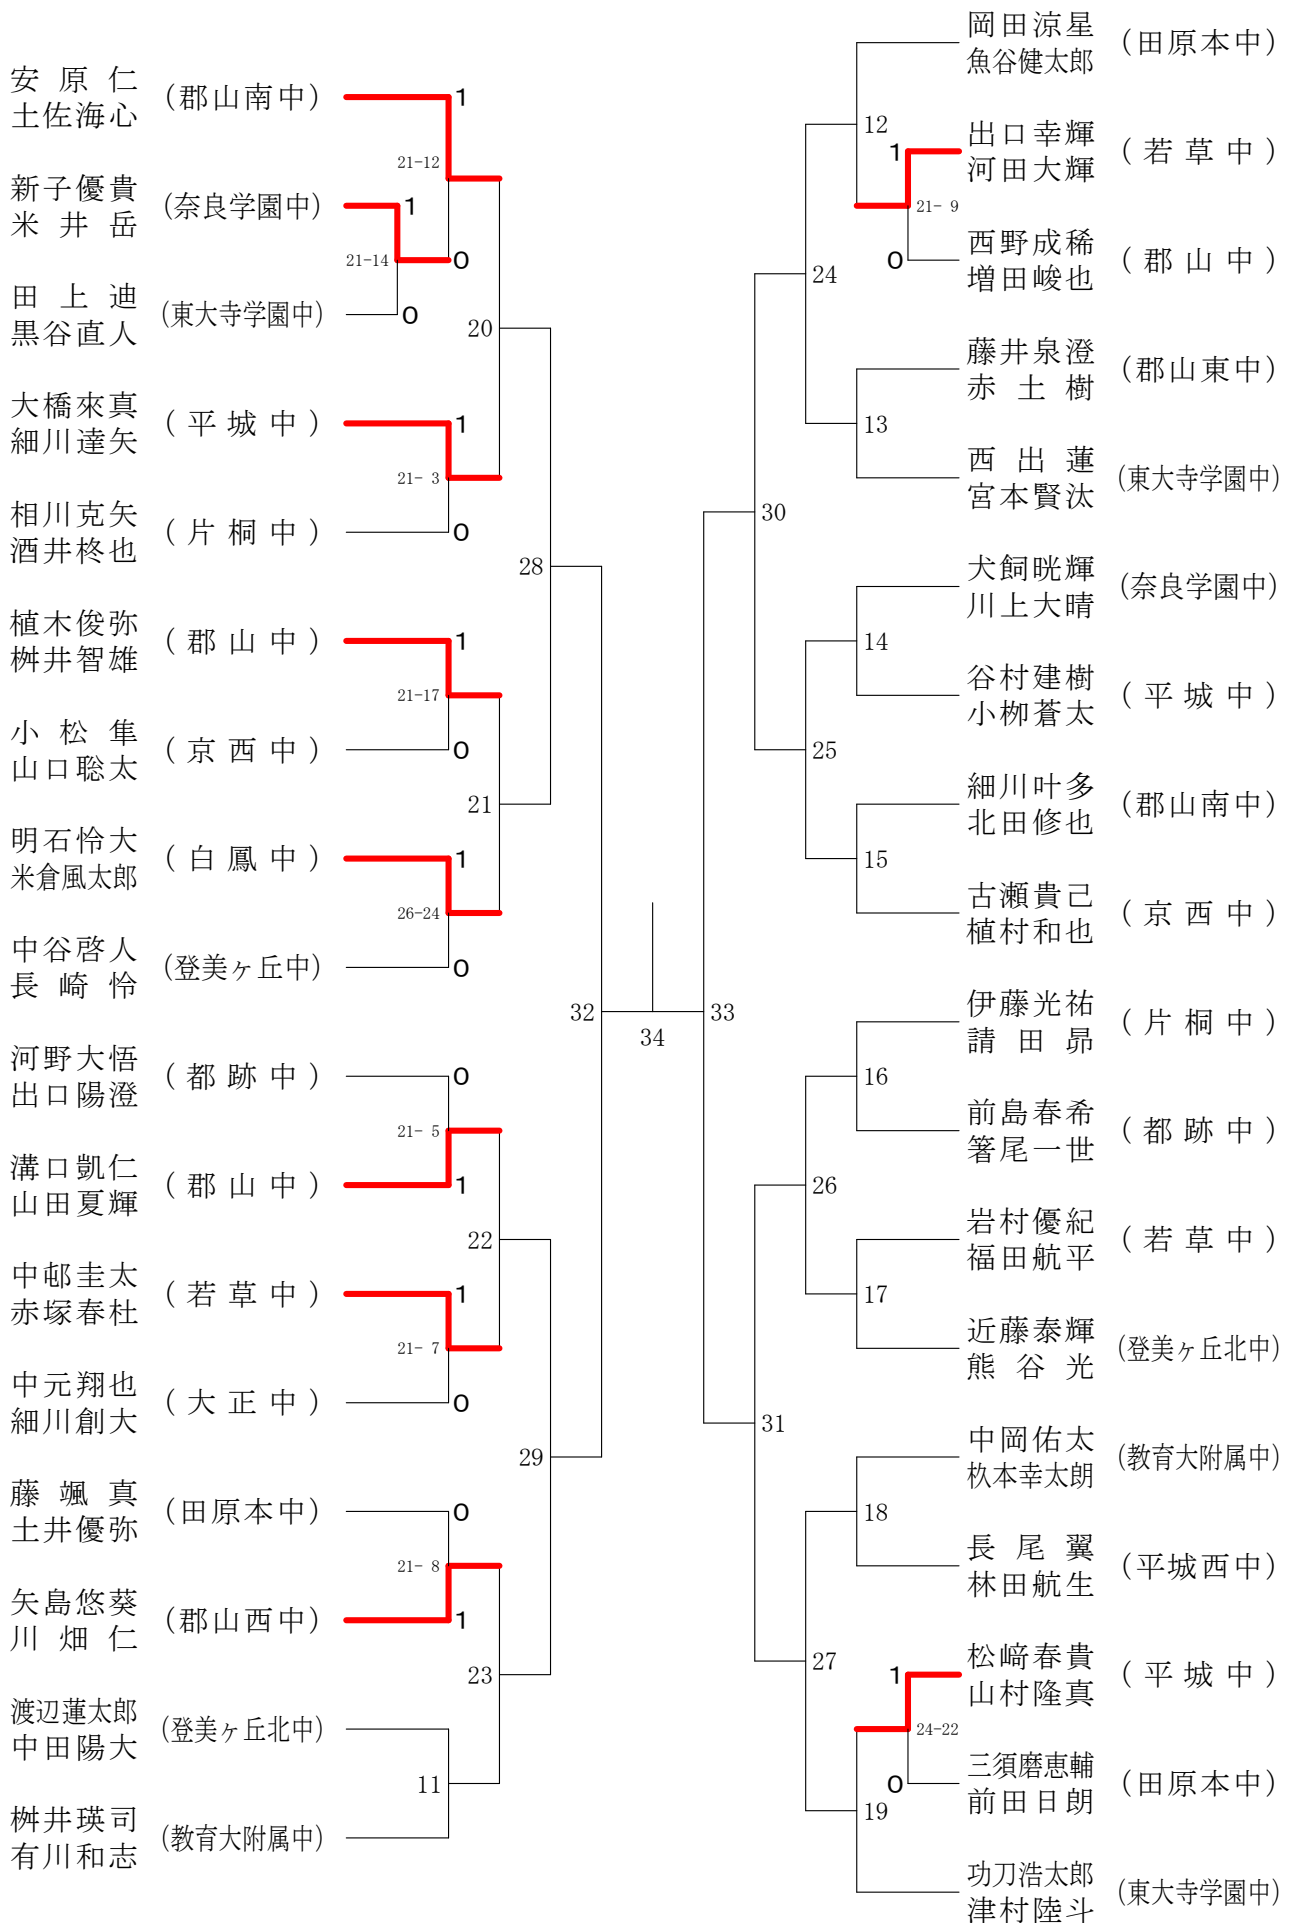 安原仁
土佐海心
(郡山南中)
1
21-12
新子優貴
米井岳
(奈良学園中)
1
21-14
0
田上迪
黒谷直人
(東大寺学園中)
0
20
大橋來真
細川達矢
(平城中)
1
21- 3
相川克矢
酒井柊也
(片桐中)
0
28
植木俊弥
桝井智雄
(郡山中)
1
21-17
小松隼
山口聡太
(京西中)
0
21
明石怜大
米倉風太郎
(白鳳中)
1
26-24
中谷啓人
長崎怜
(登美ヶ丘中)
0
32
河野大悟
出口陽澄
(都跡中)
0
21- 5
溝口凱仁
山田夏輝
(郡山中)
1
22
中邨圭太
赤塚春杜
(若草中)
1
21- 7
中元翔也
細川創大
(大正中)
0
29
藤颯真
土井優弥
(田原本中)
0
21- 8
矢島悠葵
川畑仁
(郡山西中)
1
23
渡辺蓮太郎
中田陽大
(登美ヶ丘北中)
11
桝井瑛司
有川和志
(教育大附属中)
34
岡田涼星
魚谷健太郎
(田原本中)
12
出口幸輝
河田大輝
(若草中)
1
21- 9
西野成稀
増田峻也
(郡山中)
0
24
藤井泉澄
赤土樹
(郡山東中)
13
西出蓮
宮本賢汰
(東大寺学園中)
30
犬飼晄輝
川上大晴
(奈良学園中)
14
谷村建樹
小栁蒼太
(平城中)
25
細川叶多
北田修也
(郡山南中)
15
古瀬貴己
植村和也
(京西中)
33
伊藤光祐
請田昴
(片桐中)
16
前島春希
箸尾一世
(都跡中)
26
岩村優紀
福田航平
(若草中)
17
近藤泰輝
熊谷光
(登美ヶ丘北中)
31
中岡佑太
杁本幸太朗
(教育大附属中)
18
長尾翼
林田航生
(平城西中)
27
松﨑春貴
山村隆真
(平城中)
1
24-22
三須磨恵輔
前田日朗
(田原本中)
0
19
功刀浩太郎
津村陸斗
(東大寺学園中)